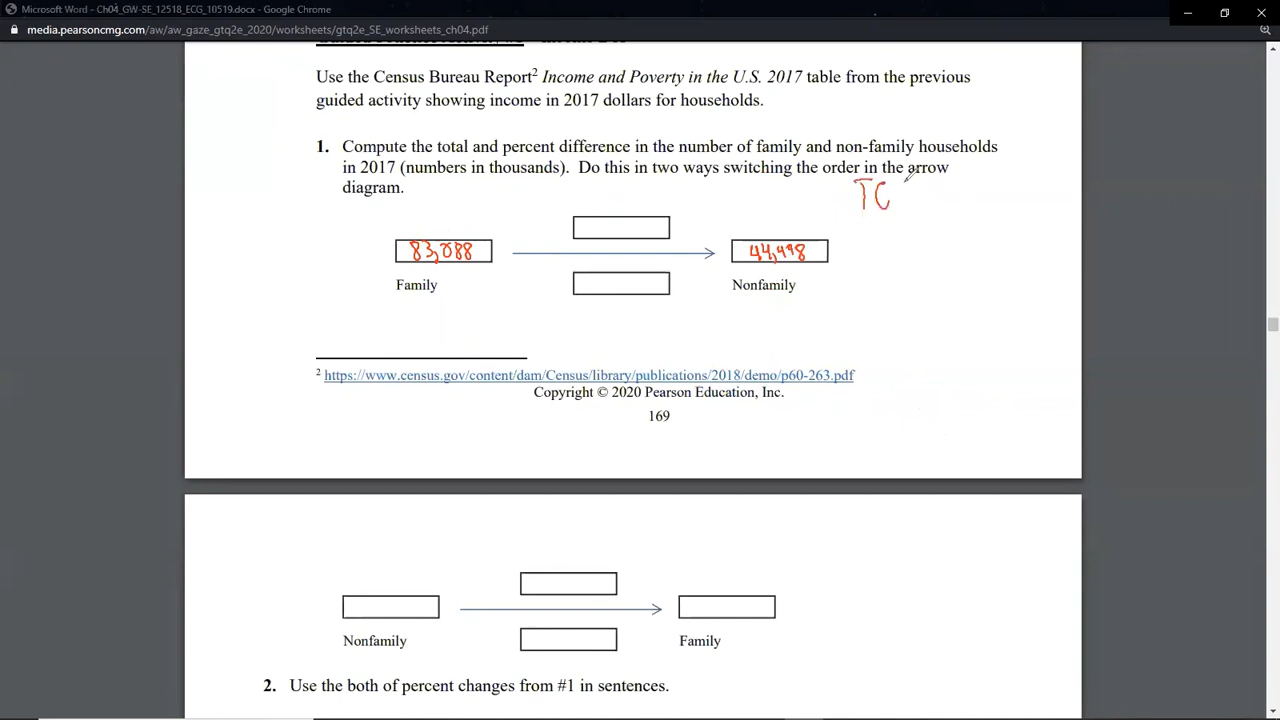 Microsoft Word - Ch04_GW-SE_12518_ECG_10519.docx - Google Chrome
media.pearsoncmg.com/aw/aw_gaze_gtq2e_2020/worksheets/gtq2e_SE_worksheets_ch04.pdf
Use the Census Bureau Report² Income and Poverty in the U.S. 2017 table from the previous
guided activity showing income in 2017 dollars for households.
1. Compute the total and percent difference in the number of family and non-family households
in 2017 (numbers in thousands). Do this in two ways switching the order in the arrow
diagram.
TC
83,088
44,498
Family
Nonfamily
² https://www.census.gov/content/dam/Census/library/publications/2018/demo/p60-263.pdf
Copyright © 2020 Pearson Education, Inc.
169
Nonfamily
Family
2. Use the both of percent changes from #1 in sentences.